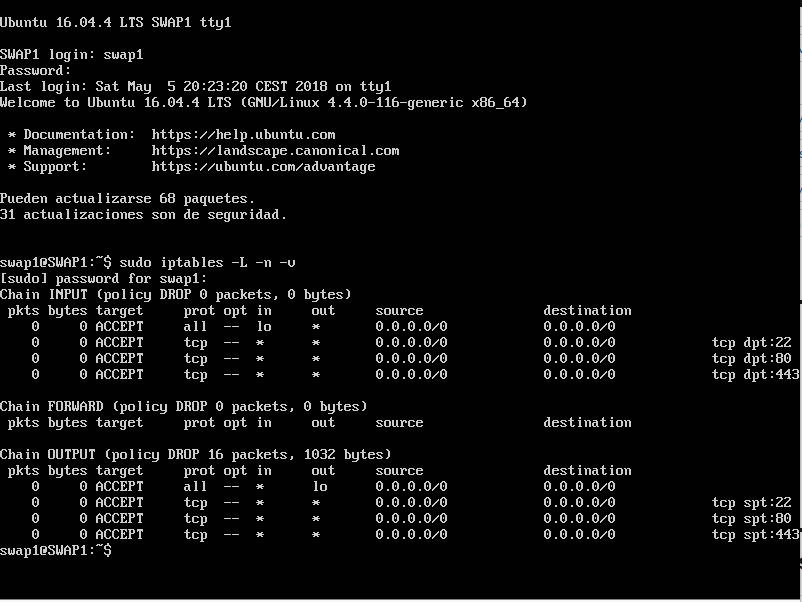 Ubuntu 16.04.4 LTS SWAP1 tty1
SWAP1 login: swap1
Password:
Last login: Sat May  5 20:23:20 CEST 2018 on tty1
Welcome to Ubuntu 16.04.4 LTS (GNU/Linux 4.4.0-116-generic x86_64)
 * Documentation:  https://help.ubuntu.com
 * Management:     https://landscape.canonical.com
 * Support:        https://ubuntu.com/advantage
Pueden actualizarse 68 paquetes.
31 actualizaciones son de seguridad.
swap1@SWAP1:~$ sudo iptables -L -n -v
[sudo] password for swap1:
Chain INPUT (policy DROP 0 packets, 0 bytes)
 pkts bytes target     prot opt in     out     source               destination
    0     0 ACCEPT     all  --  lo     *       0.0.0.0/0            0.0.0.0/0
    0     0 ACCEPT     tcp  --  *      *       0.0.0.0/0            0.0.0.0/0            tcp dpt:22
    0     0 ACCEPT     tcp  --  *      *       0.0.0.0/0            0.0.0.0/0            tcp dpt:80
    0     0 ACCEPT     tcp  --  *      *       0.0.0.0/0            0.0.0.0/0            tcp dpt:443
Chain FORWARD (policy DROP 0 packets, 0 bytes)
 pkts bytes target     prot opt in     out     source               destination
Chain OUTPUT (policy DROP 16 packets, 1032 bytes)
 pkts bytes target     prot opt in     out     source               destination
    0     0 ACCEPT     all  --  *      lo      0.0.0.0/0            0.0.0.0/0
    0     0 ACCEPT     tcp  --  *      *       0.0.0.0/0            0.0.0.0/0            tcp spt:22
    0     0 ACCEPT     tcp  --  *      *       0.0.0.0/0            0.0.0.0/0            tcp spt:80
    0     0 ACCEPT     tcp  --  *      *       0.0.0.0/0            0.0.0.0/0            tcp spt:443
swap1@SWAP1:~$